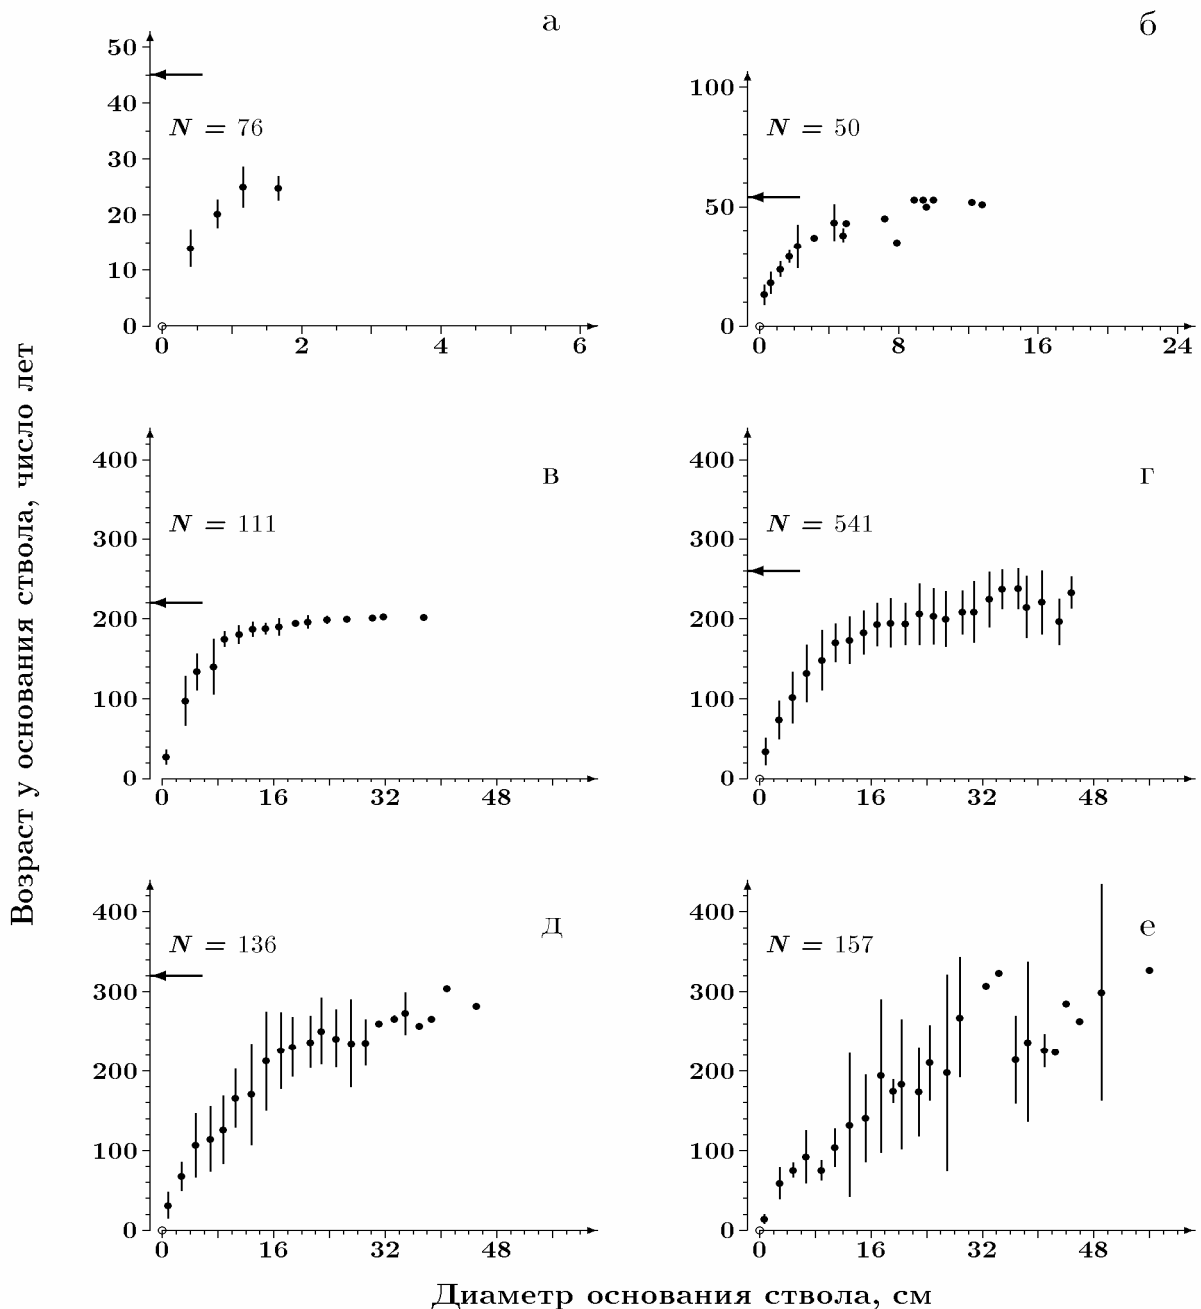 а
50
40
30
20
10
0
N = 76
0 2 4 6
б
100
50
0
N = 50
0 8 16 24
в
400
300
200
100
0
N = 111
0 16 32 48
г
400
300
200
100
0
N = 541
0 16 32 48
д
400
300
200
100
0
N = 136
0 16 32 48
е
400
300
200
100
0
N = 157
0 16 32 48
Возраст у основания ствола, число лет
Диаметр основания ствола, см